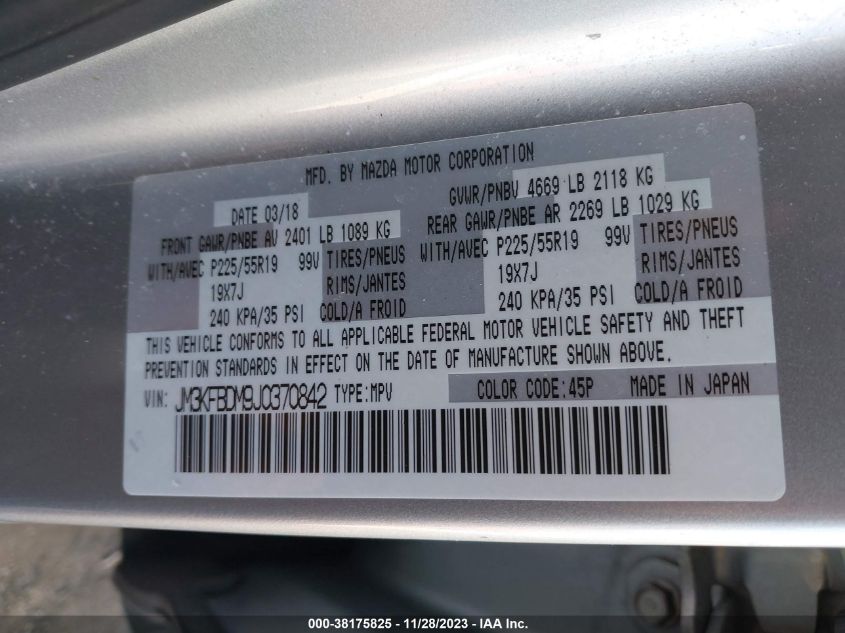 MFD. BY MAZDA MOTOR CORPORATION
DATE 03/18
GVWR/PNBV 4669 LB 2118 KG
FRONT GAWR/PNBE AV 2401 LB 1089 KG
REAR GAWR/PNBE AR 2269 LB 1029 KG
WITH/AVEC P225/55R19 99V TIRES/PNEUS
WITH/AVEC P225/55R19 99V TIRES/PNEUS
19X7J RIMS/JANTES
19X7J RIMS/JANTES
240 KPA/35 PSI COLD/A FROID
240 KPA/35 PSI COLD/A FROID
THIS VEHICLE CONFORMS TO ALL APPLICABLE FEDERAL MOTOR VEHICLE SAFETY AND THEFT
PREVENTION STANDARDS IN EFFECT ON THE DATE OF MANUFACTURE SHOWN ABOVE.
VIN: JM3KFBDM9J0370842 TYPE:MPV COLOR CODE:45P MADE IN JAPAN
000-38175825 - 11/28/2023 - I.A.A. Inc.